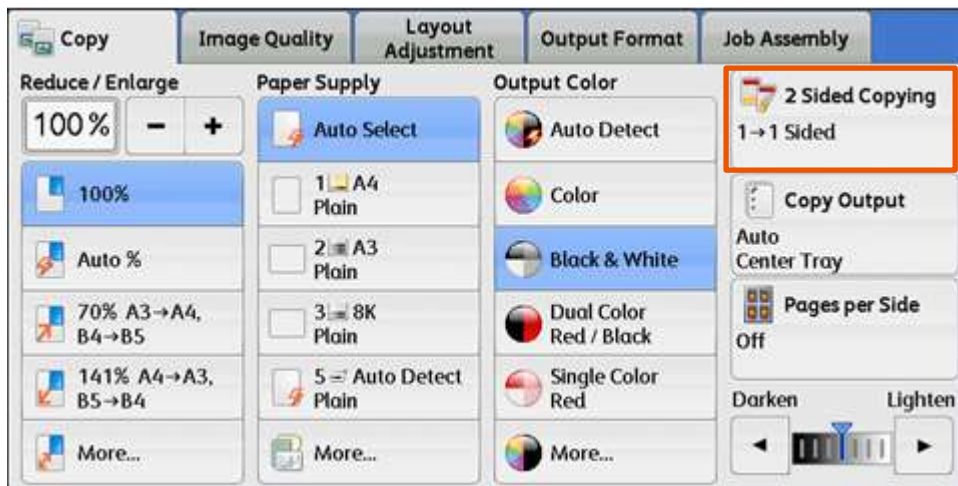 Copy
Image Quality
Layout
Adjustment
Output Format
Job Assembly
Reduce / Enlarge
100%
-
+
100%
Auto %
70% A3→A4,
B4→B5
141% A4→A3,
B5→B4
More...
Paper Supply
Auto Select
1 A4
Plain
2 A3
Plain
3 8K
Plain
5 Auto Detect
Plain
More...
Output Color
Auto Detect
Color
Black & White
Dual Color
Red / Black
Single Color
Red
More...
2 Sided Copying
1→1 Sided
Copy Output
Auto
Center Tray
Pages per Side
Off
Darken Lighten